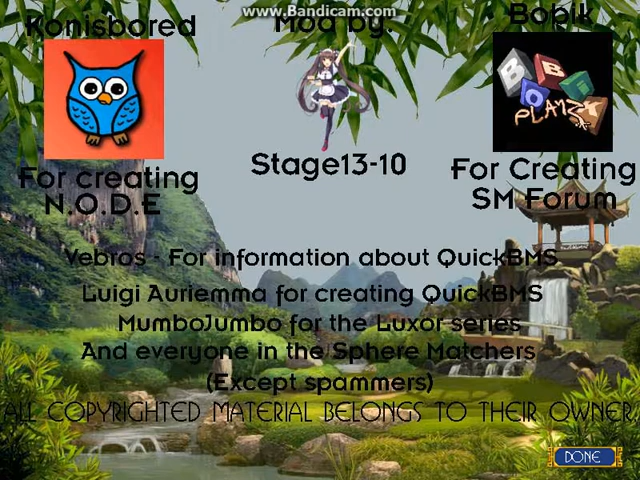 www.Bandicam.com
Konisbored
Mod by:
Bopik
For creating
N.O.D.E
Stage13-10
For Creating
SM Forum
Vebros - For information about QuickBMS
Luigi Auriemma for creating QuickBMS
MumboJumbo for the Luxor series
And everyone in the Sphere Matchers
(Except spammers)
ALL COPYRIGHTED MATERIAL BELONGS TO THEIR OWNER
DONE